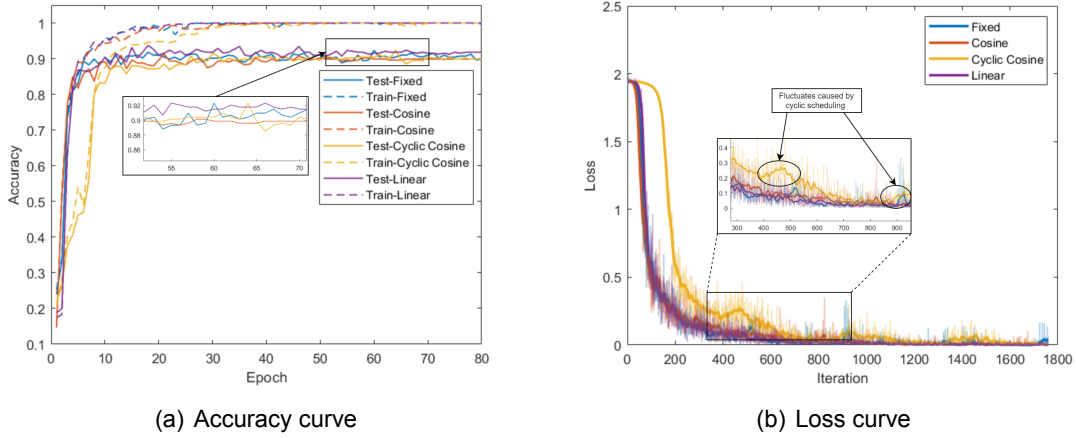 1
0.9
0.8
0.7
0.6
0.5
0.4
0.3
0.2
0.1
Accuracy
0 10 20 30 40 50 60 70 80
Epoch
0.92
0.9
0.88
0.86
55 60 65 70
Test-Fixed
Train-Fixed
Test-Cosine
Train-Cosine
Test-Cyclic Cosine
Train-Cyclic Cosine
Test-Linear
Train-Linear
(a) Accuracy curve
2.5
2
1.5
1
0.5
0
Loss
0 200 400 600 800 1000 1200 1400 1600 1800
Iteration
Fixed
Cosine
Cyclic Cosine
Linear
Fluctuates caused by
cyclic scheduling
0.4
0.3
0.2
0.1
0
300 400 500 600 700 800 900
(b) Loss curve